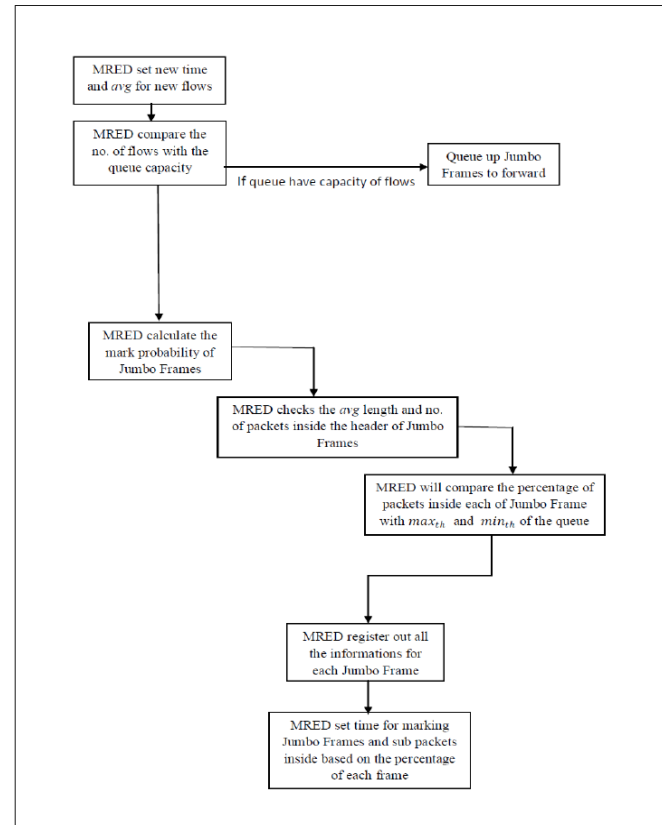 MRED set new time
and avg for new flows
MRED compare the
no. of flows with the
queue capacity
If queue have capacity of flows
Queue up Jumbo
Frames to forward
MRED calculate the
mark probability of
Jumbo Frames
MRED checks the avg length and no.
of packets inside the header of Jumbo
Frames
MRED will compare the percentage of
packets inside each of Jumbo Frame
with max_th and min_th of the queue
MRED register out all
the informations for
each Jumbo Frame
MRED set time for marking
Jumbo Frames and sub packets
inside based on the percentage
of each frame